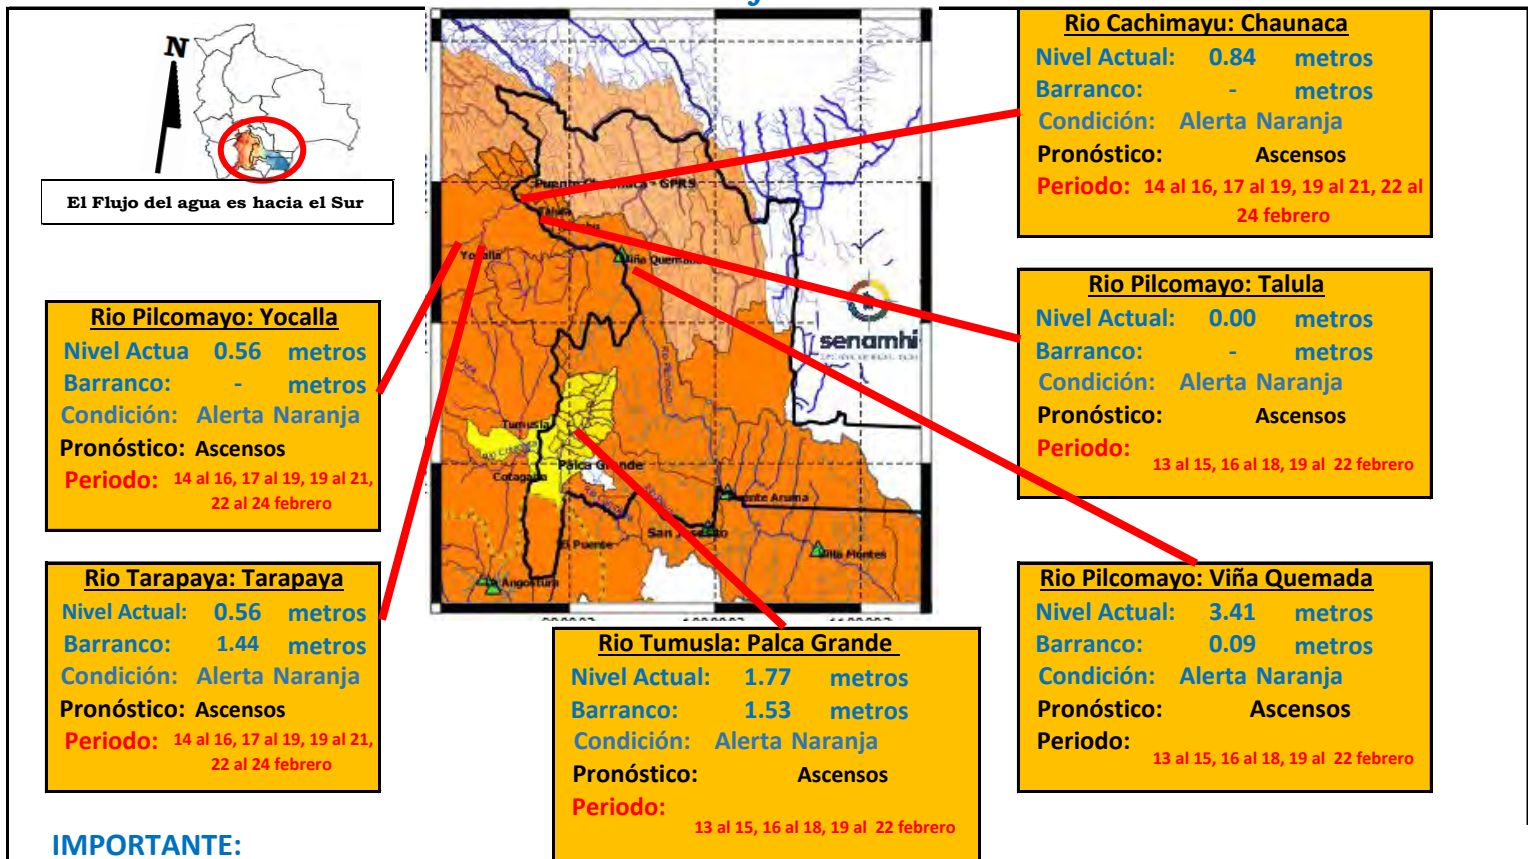 N
El Flujo del agua es hacia el Sur
Rio Pilcomayo: Yocalla
Nivel Actua 0.56 metros
Barranco: - metros
Condición: Alerta Naranja
Pronóstico: Ascensos
Periodo: 14 al 16, 17 al 19, 19 al 21,
22 al 24 febrero
Rio Tarapaya: Tarapaya
Nivel Actual: 0.56 metros
Barranco: 1.44 metros
Condición: Alerta Naranja
Pronóstico: Ascensos
Periodo: 14 al 16, 17 al 19, 19 al 21,
22 al 24 febrero
IMPORTANTE:
Puente - GPRS
Talula
Yocalla
Viña Quemada
senamhi
Tumusla
Palca Grande
Cotagaita
Puente Aruma
San Josecito
El Puente
Villa Montes
Angostura
Rio Tumusla: Palca Grande
Nivel Actual: 1.77 metros
Barranco: 1.53 metros
Condición: Alerta Naranja
Pronóstico: Ascensos
Periodo:
13 al 15, 16 al 18, 19 al 22 febrero
Rio Cachimayu: Chaunaca
Nivel Actual: 0.84 metros
Barranco: - metros
Condición: Alerta Naranja
Pronóstico: Ascensos
Periodo: 14 al 16, 17 al 19, 19 al 21, 22 al
24 febrero
Rio Pilcomayo: Talula
Nivel Actual: 0.00 metros
Barranco: - metros
Condición: Alerta Naranja
Pronóstico: Ascensos
Periodo:
13 al 15, 16 al 18, 19 al 22 febrero
Rio Pilcomayo: Viña Quemada
Nivel Actual: 3.41 metros
Barranco: 0.09 metros
Condición: Alerta Naranja
Pronóstico: Ascensos
Periodo:
13 al 15, 16 al 18, 19 al 22 febrero